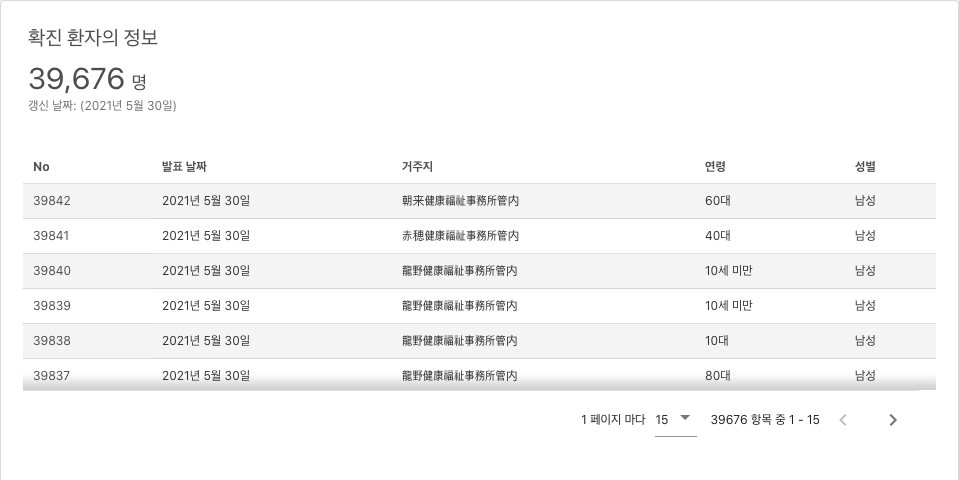 확진 환자의 정보
39,676 명
갱신 날짜: (2021년 5월 30일)
No 발표 날짜 거주지 연령 성별
39842 2021년 5월 30일 朝来健康福祉事務所管内 60대 남성
39841 2021년 5월 30일 赤穂健康福祉事務所管内 40대 남성
39840 2021년 5월 30일 龍野健康福祉事務所管内 10세 미만 남성
39839 2021년 5월 30일 龍野健康福祉事務所管内 10세 미만 남성
39838 2021년 5월 30일 龍野健康福祉事務所管内 10대 남성
39837 2021년 5월 30일 龍野健康福祉事務所管内 80대 남성
1 페이지 마다 15 39676 항목 중 1 - 15